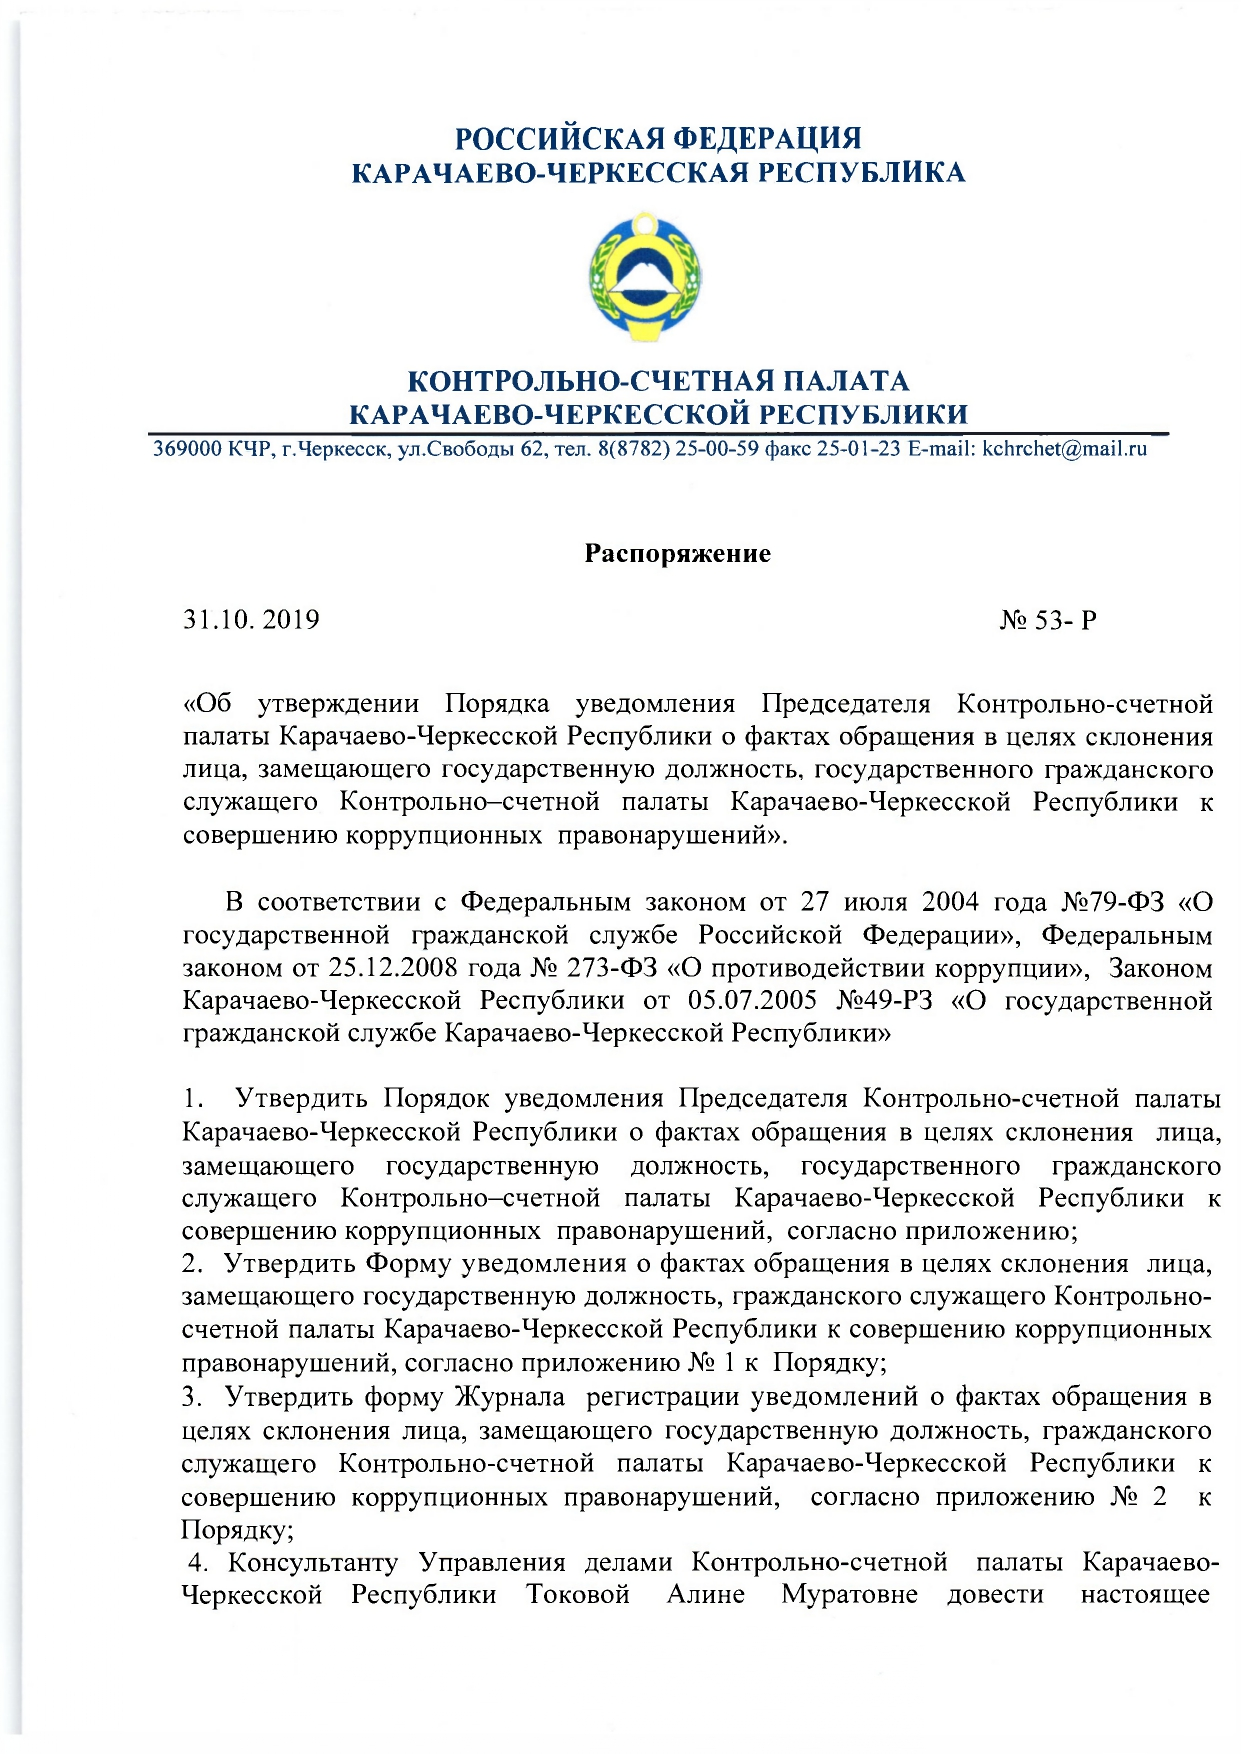 РОССИЙСКАЯ ФЕДЕРАЦИЯ
КАРАЧАЕВО-ЧЕРКЕССКАЯ РЕСПУБЛИКА
КОНТРОЛЬНО-СЧЕТНАЯ ПАЛАТА
КАРАЧАЕВО-ЧЕРКЕССКОЙ РЕСПУБЛИКИ
369000 КЧР, г.Черкесск, ул.Свободы 62, тел. 8(8782) 25-00-59 факс 25-01-23 E-mail: kchrchet@mail.ru
Распоряжение
31.10. 2019 № 53- Р
«Об утверждении Порядка уведомления Председателя Контрольно-счетной
палаты Карачаево-Черкесской Республики о фактах обращения в целях склонения
лица, замещающего государственную должность, государственного гражданского
служащего Контрольно–счетной палаты Карачаево-Черкесской Республики к
совершению коррупционных правонарушений».
В соответствии с Федеральным законом от 27 июля 2004 года №79-ФЗ «О
государственной гражданской службе Российской Федерации», Федеральным
законом от 25.12.2008 года № 273-ФЗ «О противодействии коррупции», Законом
Карачаево-Черкесской Республики от 05.07.2005 №49-РЗ «О государственной
гражданской службе Карачаево-Черкесской Республики»
1. Утвердить Порядок уведомления Председателя Контрольно-счетной палаты
Карачаево-Черкесской Республики о фактах обращения в целях склонения лица,
замещающего государственную должность, государственного гражданского
служащего Контрольно–счетной палаты Карачаево-Черкесской Республики к
совершению коррупционных правонарушений, согласно приложению;
2. Утвердить Форму уведомления о фактах обращения в целях склонения лица,
замещающего государственную должность, гражданского служащего Контрольно-
счетной палаты Карачаево-Черкесской Республики к совершению коррупционных
правонарушений, согласно приложению № 1 к Порядку;
3. Утвердить форму Журнала регистрации уведомлений о фактах обращения в
целях склонения лица, замещающего государственную должность, гражданского
служащего Контрольно-счетной палаты Карачаево-Черкесской Республики к
совершению коррупционных правонарушений, согласно приложению № 2 к
Порядку;
4. Консультанту Управления делами Контрольно-счетной палаты Карачаево-
Черкесской Республики Токовой Алине Муратовне довести настоящее